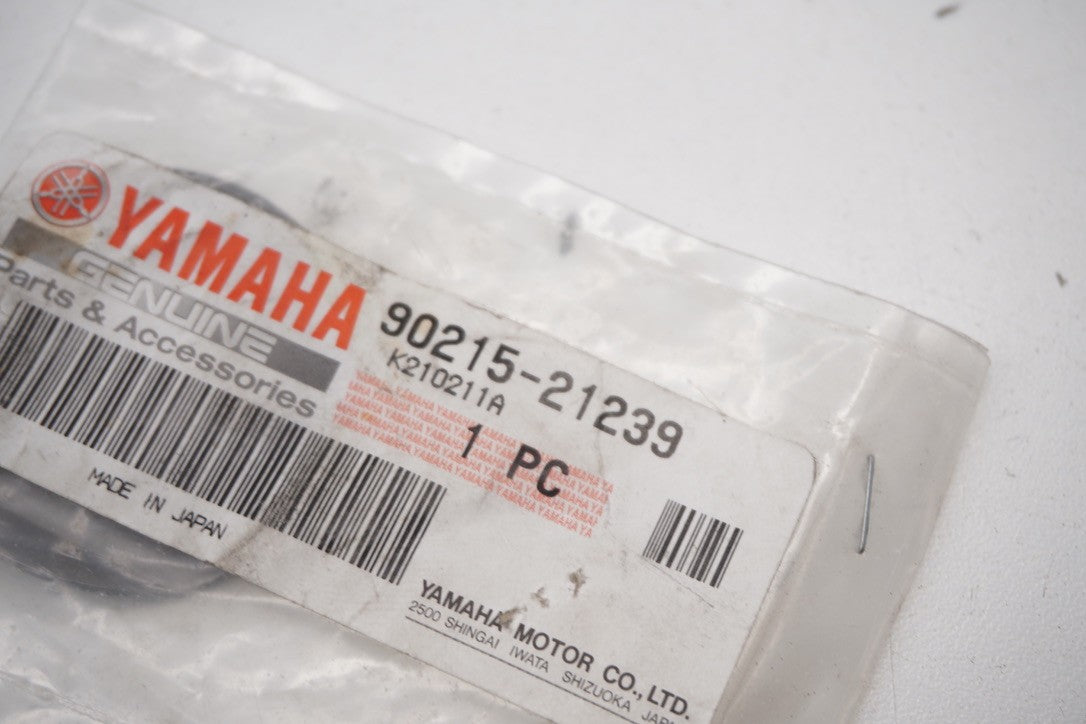 YAMAHA
GENUINE
Parts & Accessories
90215-21239
K210211A
1 PC
MADE IN JAPAN
YAMAHA MOTOR CO., LTD.
2500 SHINGAI IWATA SHIZUOKA JAPAN